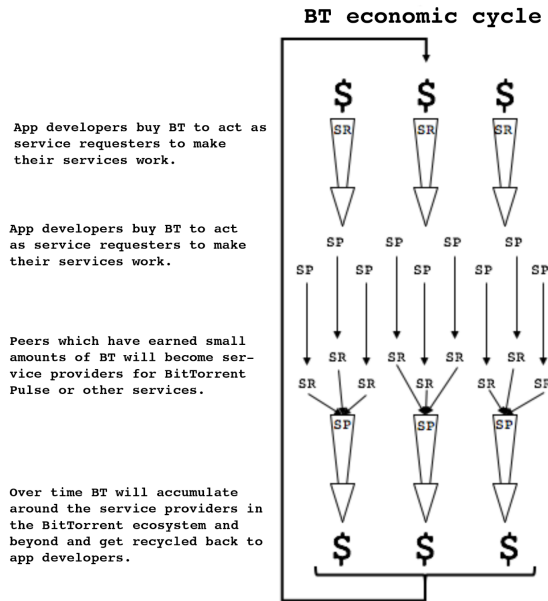 BT economic cycle
$ $ $
App developers buy BT to act as
service requesters to make
their services work.
SR SR SR
App developers buy BT to act
as service requesters to make
their services work.
SP SP SP SP
SP SP SP SP SP
Peers which have earned small
amounts of BT will become ser-
vice providers for BitTorrent
Pulse or other services.
SR SR SR SR
SR SR SR SR SR
SP SP SP
Over time BT will accumulate
around the service providers in
the BitTorrent ecosystem and
beyond and get recycled back to
app developers.
$ $ $